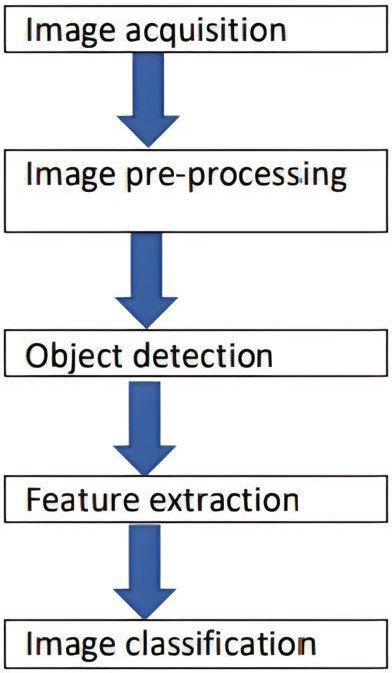 Image acquisition
Image pre-processing
Object detection
Feature extraction
Image classification